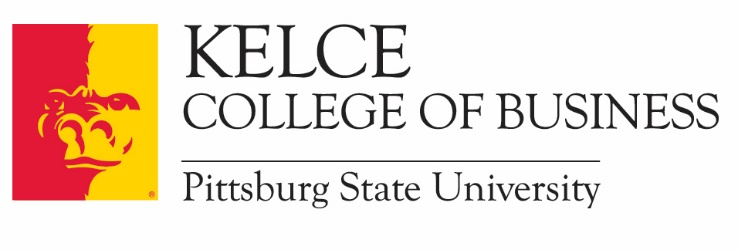 KELCE
COLLEGE OF BUSINESS
Pittsburg State University
®